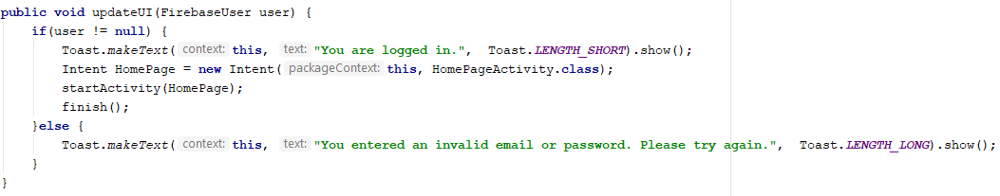 public void updateUI(FirebaseUser user) {
    if(user != null) {
        Toast.makeText( context: this,  text: "You are logged in.",  Toast.LENGTH_SHORT).show();
        Intent HomePage = new Intent( packageContext: this, HomePageActivity.class);
        startActivity(HomePage);
        finish();
    }else {
        Toast.makeText( context: this,  text: "You entered an invalid email or password. Please try again.",  Toast.LENGTH_LONG).show();
    }
}